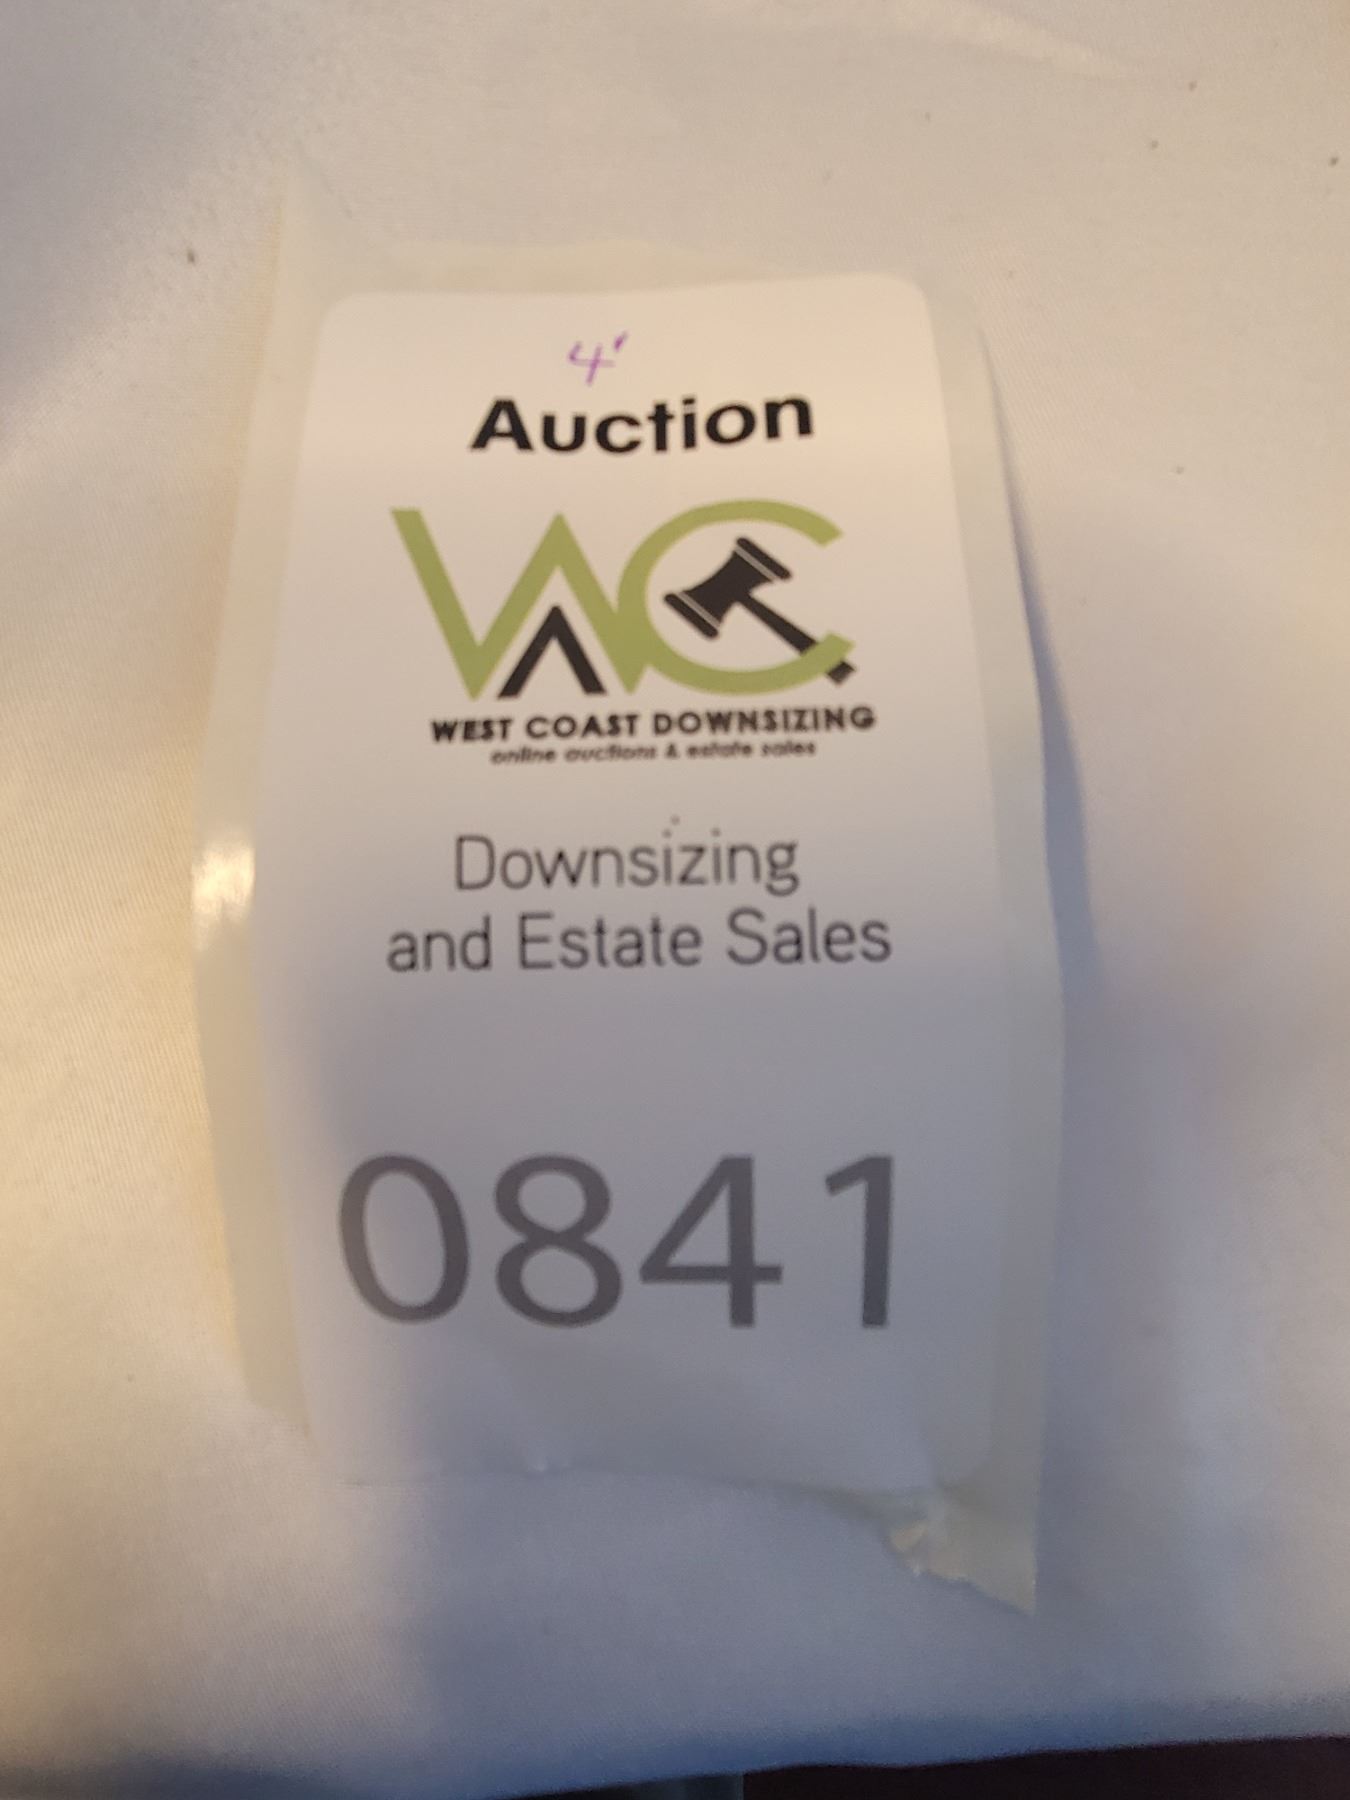 4'
Auction
WC
WEST COAST DOWNSIZING
online auctions & estate sales
Downsizing
and Estate Sales
0841